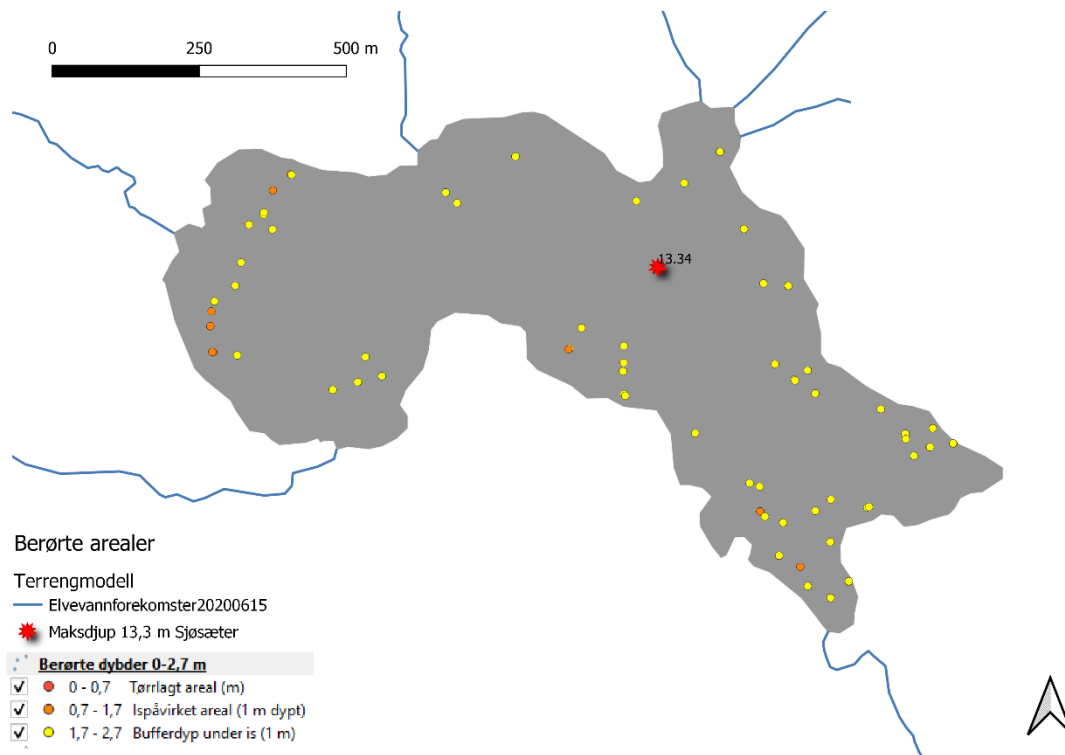 0 250 500 m
13.34
Berørte arealer
Terrengmodell
Elvevannforekomster20200615
Maksdjup 13,3 m Sjøsæter
Berørte dybder 0-2,7 m
0 - 0,7 Tørrlagt areal (m)
0,7 - 1,7 Ispåvirket areal (1 m dypt)
1,7 - 2,7 Bufferdyp under is (1 m)